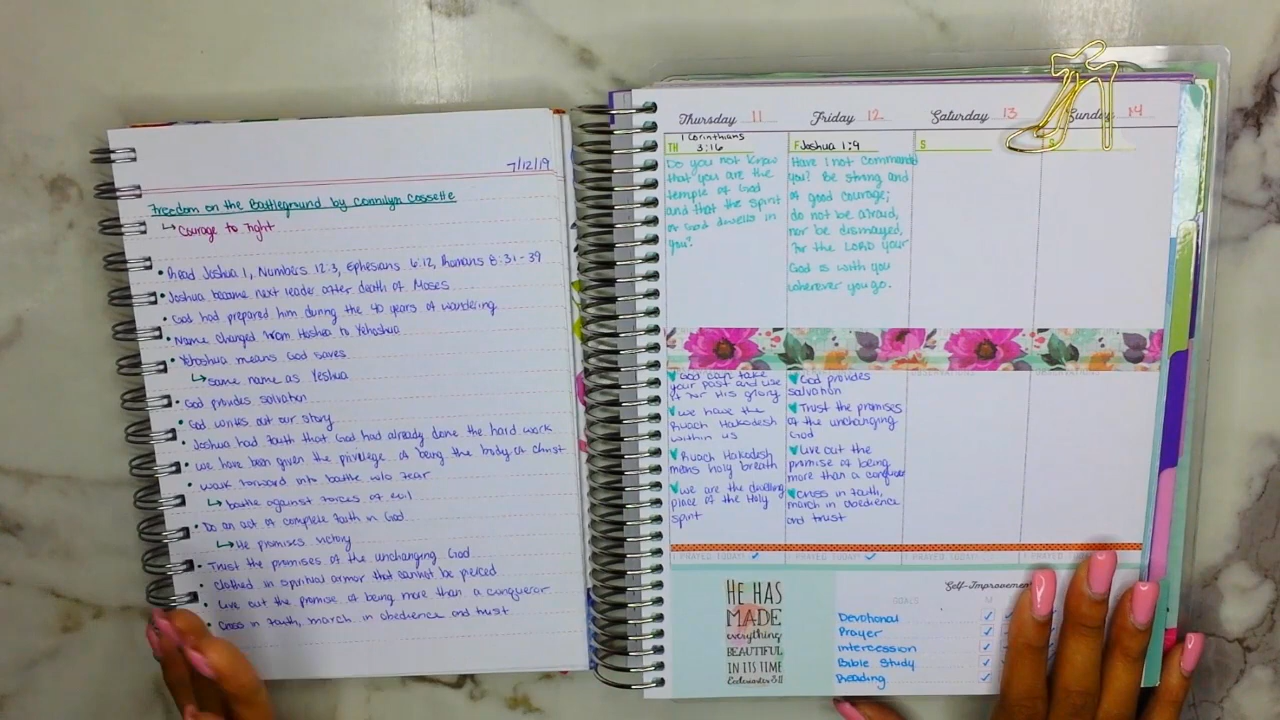 7/12/19
Freedom on the Battleground by Connilyn Cossette
↳ Courage to Fight
• Read Joshua 1, Numbers 12:3, Ephesians 6:12, Romans 8:31-39
• Joshua became next leader after death of Moses
• God had prepared him during the 40 years of wandering
• Name changed from Hoshea to Yehoshua
• Yehoshua means God saves
↳ same name as Yeshua
• God provides salvation
• God writes out our story
• Joshua had faith that God had already done the hard work
• we have been given the privilege of being the body of Christ
• walk forward into battle w/o fear
↳ battle against forces of evil
• Do an act of complete faith in God
↳ He promises victory
• Trust the promises of the unchanging God
• clothed in spiritual armor that cannot be pierced
• Live out the promise of being more than a conqueror
• cross in faith, march in obedience and trust
Thursday 11
TH 1 Corinthians
3:16
Do you not know
that you are the
temple of God
and that the spirit
of God dwells in
you?
✓ God can take
your past and use
it for His glory
✓ we have the
Ruach Hakodesh
within us
✓ Ruach Hakodesh
means holy breath
✓ we are the dwelling
place of the Holy
spirit
I PRAYED TODAY ✓
Friday 12
F Joshua 1:9
Have I not commanded
you? Be strong and
of good courage;
do not be afraid,
nor be dismayed,
for the LORD your
God is with you
wherever you go.
✓ God provides
salvation
✓ Trust the promises
of the unchanging
God
✓ Live out the
promise of being
more than a conqueror
✓ cross in faith,
march in obedience
and trust
I PRAYED TODAY ✓
Saturday 13
S
OBSERVATIONS
I PRAYED TODAY
Sunday 14
OBSERVATIONS
I PRAYED
HE HAS
MADE
everything
BEAUTIFUL
IN ITS TIME
Ecclesiastes 3:11
Self-Improvement
GOALS M
Devotional ✓
Prayer ✓
Intercession ✓
Bible Study ✓
Reading ✓